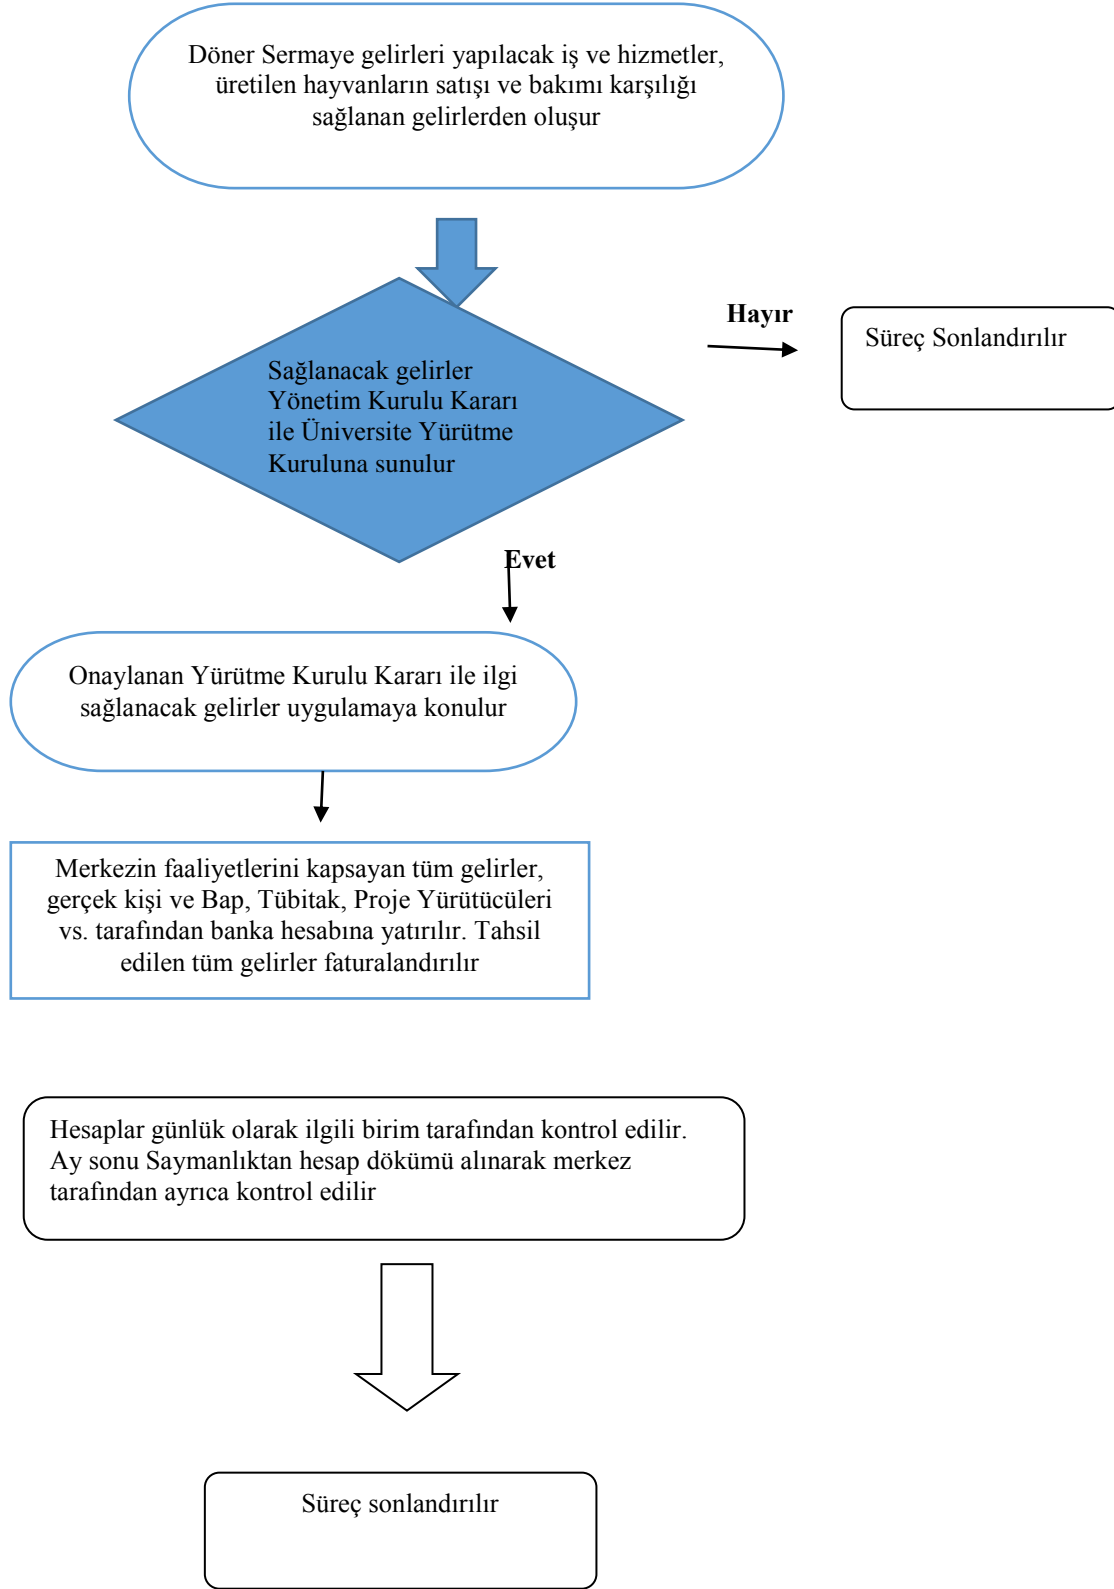 Döner Sermaye gelirleri yapılacak iş ve hizmetler,
üretilen hayvanların satışı ve bakımı karşılığı
sağlanan gelirlerden oluşur
Hayır
Süreç Sonlandırılır
Sağlanacak gelirler
Yönetim Kurulu Kararı
ile Üniversite Yürütme
Kuruluna sunulur
Evet
Onaylanan Yürütme Kurulu Kararı ile ilgi
sağlanacak gelirler uygulamaya konulur
Merkezin faaliyetlerini kapsayan tüm gelirler,
gerçek kişi ve Bap, Tübitak, Proje Yürütücüleri
vs. tarafından banka hesabına yatırılır. Tahsil
edilen tüm gelirler faturalandırılır
Hesaplar günlük olarak ilgili birim tarafından kontrol edilir.
Ay sonu Saymanlıktan hesap dökümü alınarak merkez
tarafından ayrıca kontrol edilir
Süreç sonlandırılır